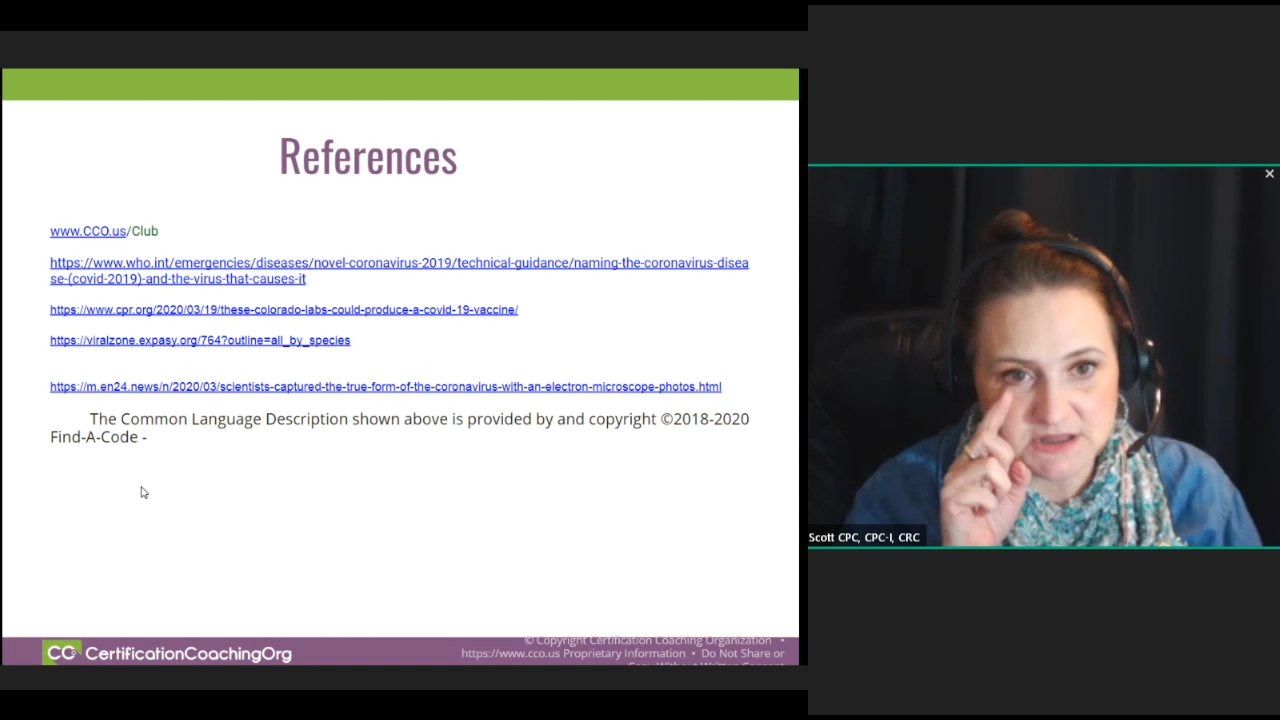 References
www.CCO.us/Club
https://www.who.int/emergencies/diseases/novel-coronavirus-2019/technical-guidance/naming-the-coronavirus-disea
se-(covid-2019)-and-the-virus-that-causes-it
https://www.cpr.org/2020/03/19/these-colorado-labs-could-produce-a-covid-19-vaccine/
https://viralzone.expasy.org/764?outline=all_by_species
https://m.en24.news/n/2020/03/scientists-captured-the-true-form-of-the-coronavirus-with-an-electron-microscope-photos.html
The Common Language Description shown above is provided by and copyright ©2018-2020
Find-A-Code -
CCO CertificationCoachingOrg
© Copyright Certification Coaching Organization •
https://www.cco.us Proprietary Information • Do Not Share or
Copy Without Written Consent
Scott CPC, CPC-I, CRC